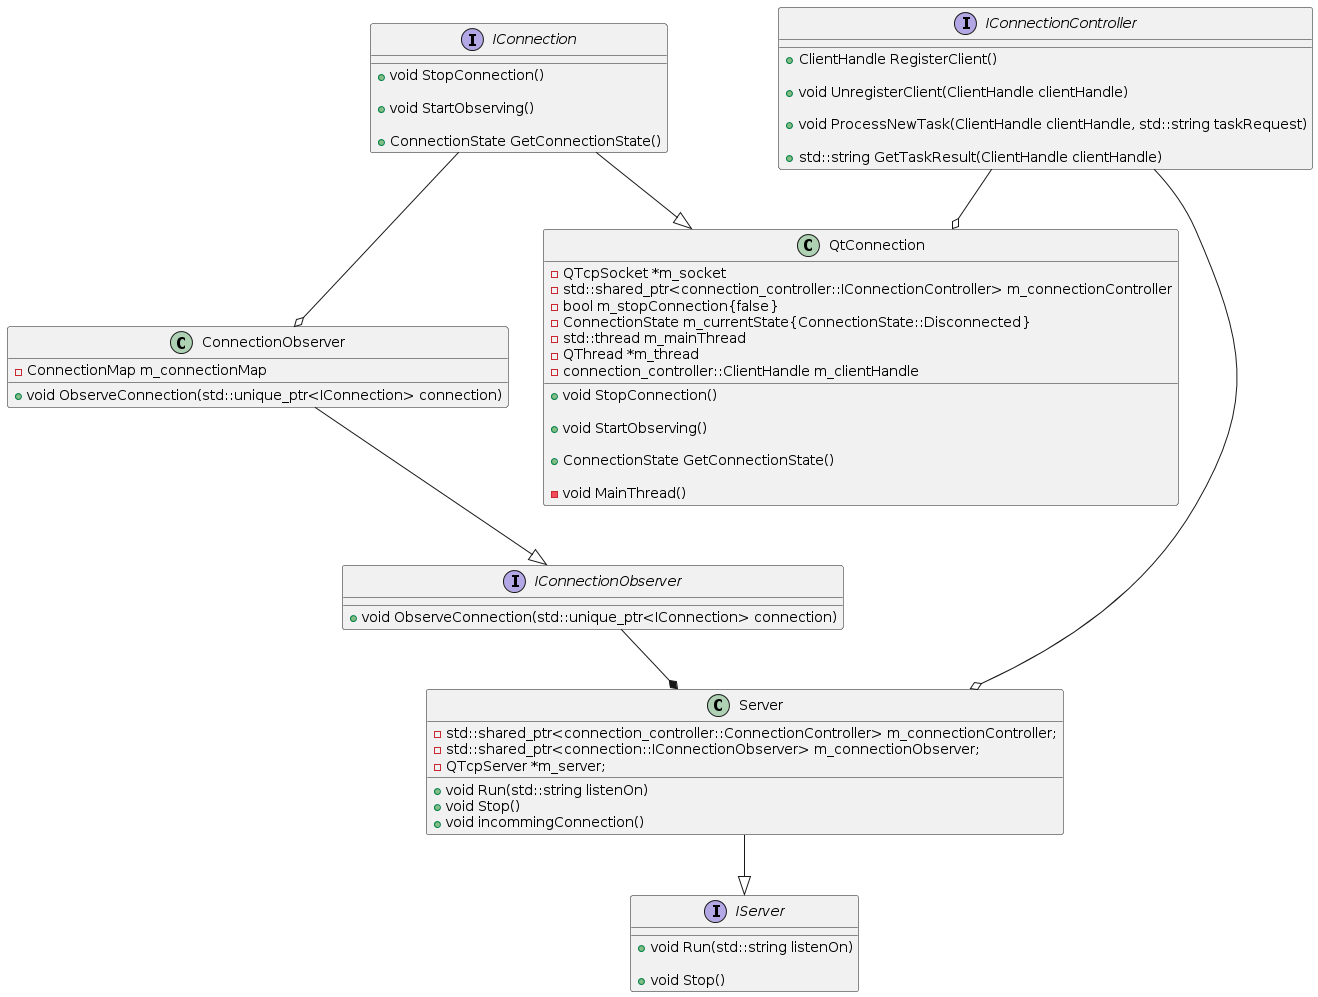 I IConnection
void StopConnection()
void StartObserving()
ConnectionState GetConnectionState()
I IConnectionController
ClientHandle RegisterClient()
void UnregisterClient(ClientHandle clientHandle)
void ProcessNewTask(ClientHandle clientHandle, std::string taskRequest)
std::string GetTaskResult(ClientHandle clientHandle)
C QtConnection
QTcpSocket *m_socket
std::shared_ptr<connection_controller::IConnectionController> m_connectionController
bool m_stopConnection{false}
ConnectionState m_currentState{ConnectionState::Disconnected}
std::thread m_mainThread
QThread *m_thread
connection_controller::ClientHandle m_clientHandle
void StopConnection()
void StartObserving()
ConnectionState GetConnectionState()
void MainThread()
C ConnectionObserver
ConnectionMap m_connectionMap
void ObserveConnection(std::unique_ptr<IConnection> connection)
I IConnectionObserver
void ObserveConnection(std::unique_ptr<IConnection> connection)
C Server
std::shared_ptr<connection_controller::ConnectionController> m_connectionController;
std::shared_ptr<connection::IConnectionObserver> m_connectionObserver;
QTcpServer *m_server;
void Run(std::string listenOn)
void Stop()
void incommingConnection()
I IServer
void Run(std::string listenOn)
void Stop()